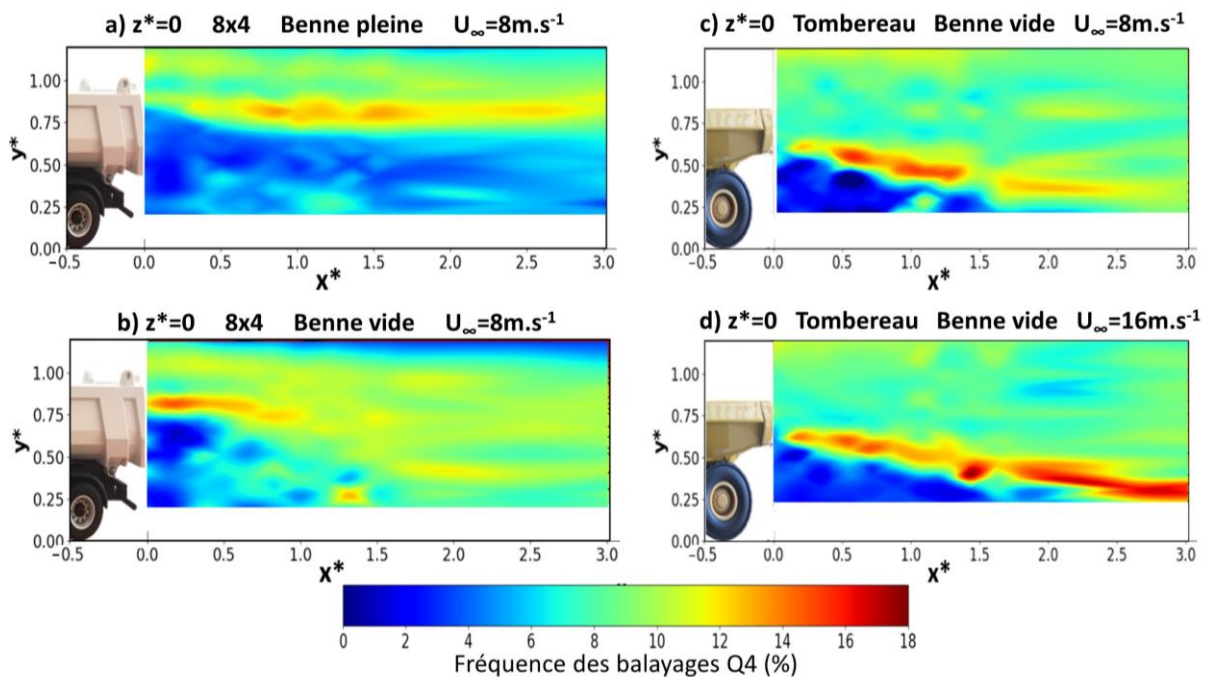 a) z*=0 8x4 Benne pleine U∞=8m.s-1
1.00
0.75
y*
0.50
0.25
0.00
−0.5 0.0 0.5 1.0 1.5 2.0 2.5 3.0
X*
c) z*=0 Tombereau Benne vide U∞=8m.s-1
1.00
0.75
y*
0.50
0.25
0.00
−0.5 0.0 0.5 1.0 1.5 2.0 2.5 3.0
X*
b) z*=0 8x4 Benne vide U∞=8m.s-1
1.00
0.75
y*
0.50
0.25
0.00
−0.5 0.0 0.5 1.0 1.5 2.0 2.5 3.0
X*
d) z*=0 Tombereau Benne vide U∞=16m.s-1
1.00
0.75
y*
0.50
0.25
0.00
−0.5 0.0 0.5 1.0 1.5 2.0 2.5 3.0
X*
0 2 4 6 8 10 12 14 16 18
Fréquence des balayages Q4 (%)